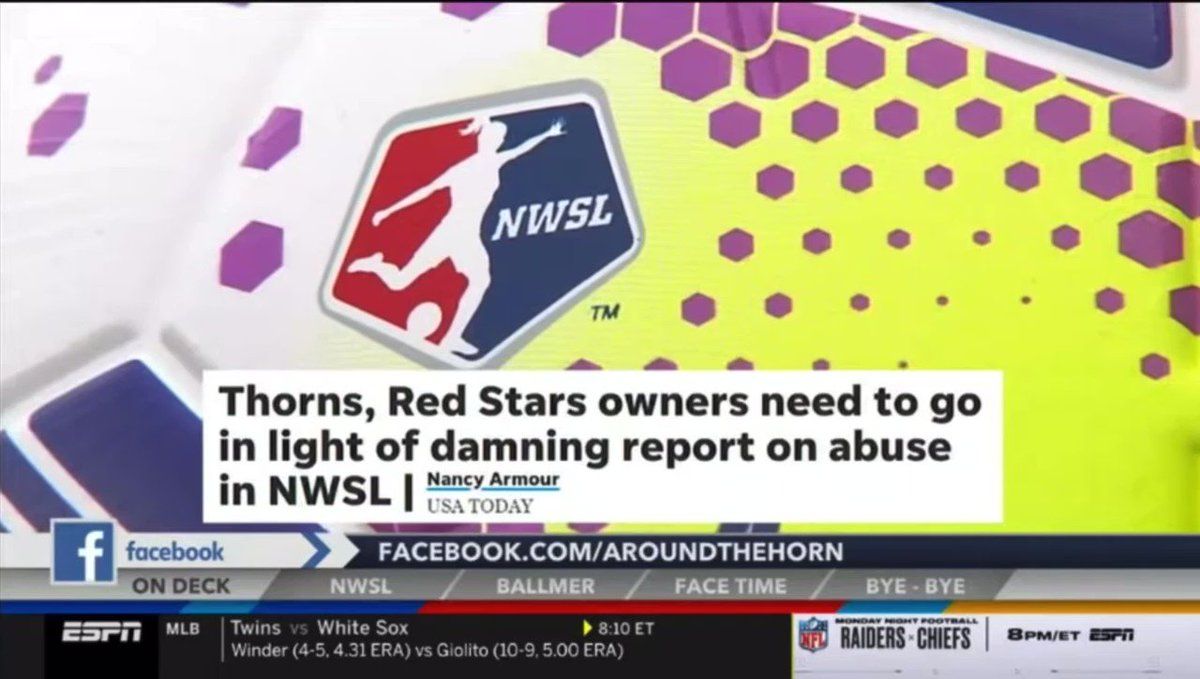 NWSL
TM
Thorns, Red Stars owners need to go
in light of damning report on abuse
in NWSL | Nancy Armour
USA TODAY
f facebook
FACEBOOK.COM/AROUNDTHEHORN
ON DECK NWSL BALLMER FACE TIME BYE - BYE
ESPN MLB Twins vs White Sox 8:10 ET
Winder (4-5, 4.31 ERA) vs Giolito (10-9, 5.00 ERA)
NFL
MONDAY NIGHT FOOTBALL
RAIDERS - CHIEFS 8PM/ET ESPN